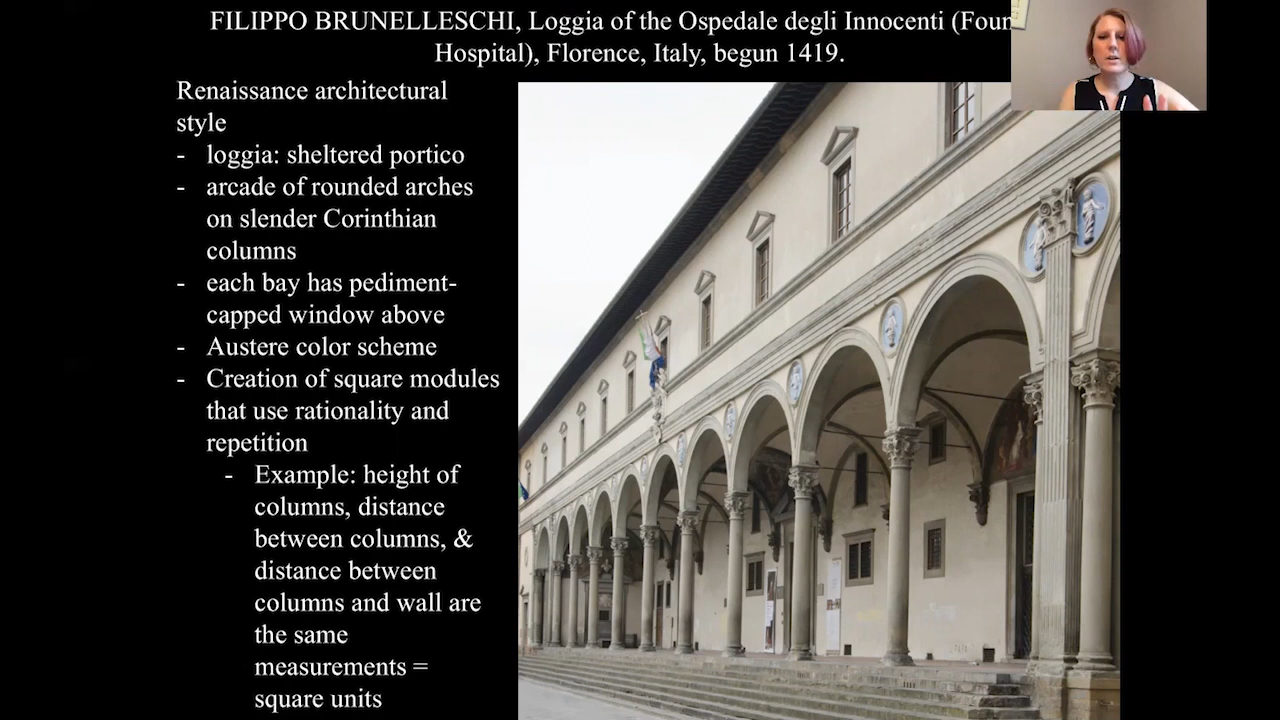 FILIPPO BRUNELLESCHI, Loggia of the Ospedale degli Innocenti
Hospital), Florence, Italy, begun 1419.
Renaissance architectural
style
- loggia: sheltered portico
- arcade of rounded arches
on slender Corinthian
columns
- each bay has pediment-
capped window above
- Austere color scheme
- Creation of square modules
that use rationality and
repetition
- Example: height of
columns, distance
between columns, &
distance between
columns and wall are
the same
measurements =
square units